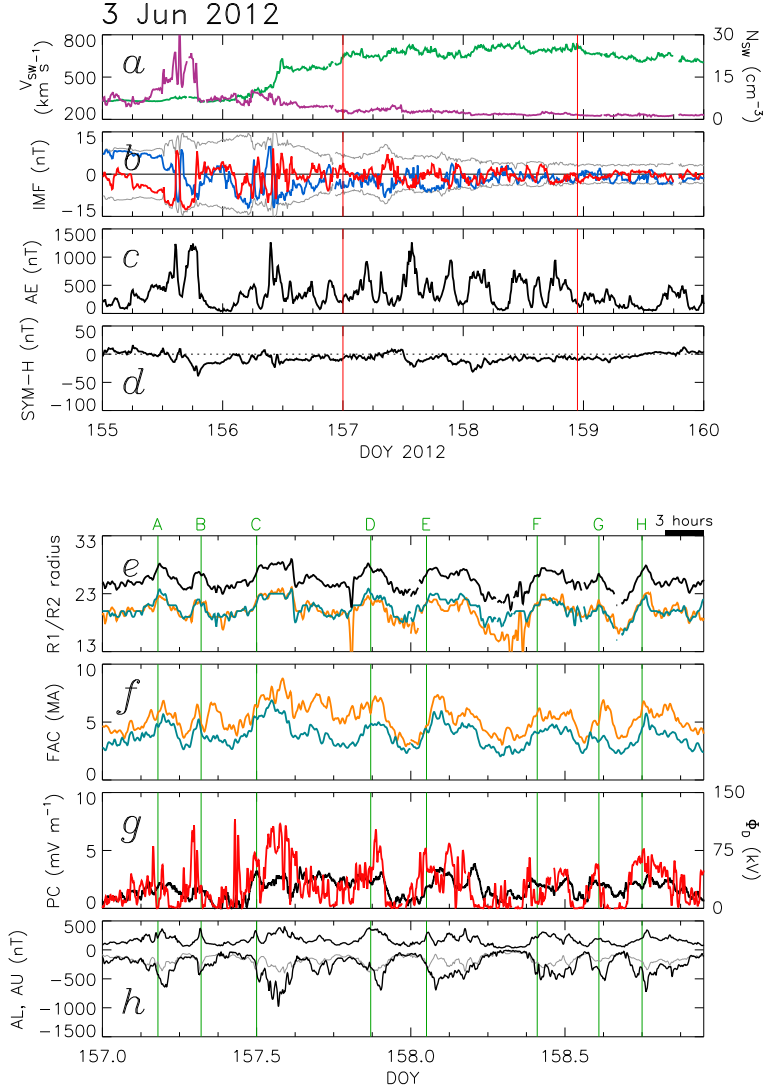 3 Jun 2012
a
800
500
200
V_SW (km s⁻¹)
30
20
10
0
N_SW (cm⁻³)
b
15
0
−15
IMF (nT)
c
1500
1000
500
0
AE (nT)
d
50
0
−50
−100
SYM−H (nT)
155 156 157 158 159 160
DOY 2012
A B C D E F G H 3 hours
e
33
23
13
R1/R2 radius
f
10
5
0
FAC (MA)
g
10
5
0
PC (mV m⁻¹)
150
75
0
Φ_D (kV)
h
500
0
−500
−1000
−1500
AL, AU (nT)
157.0 157.5 158.0 158.5
DOY